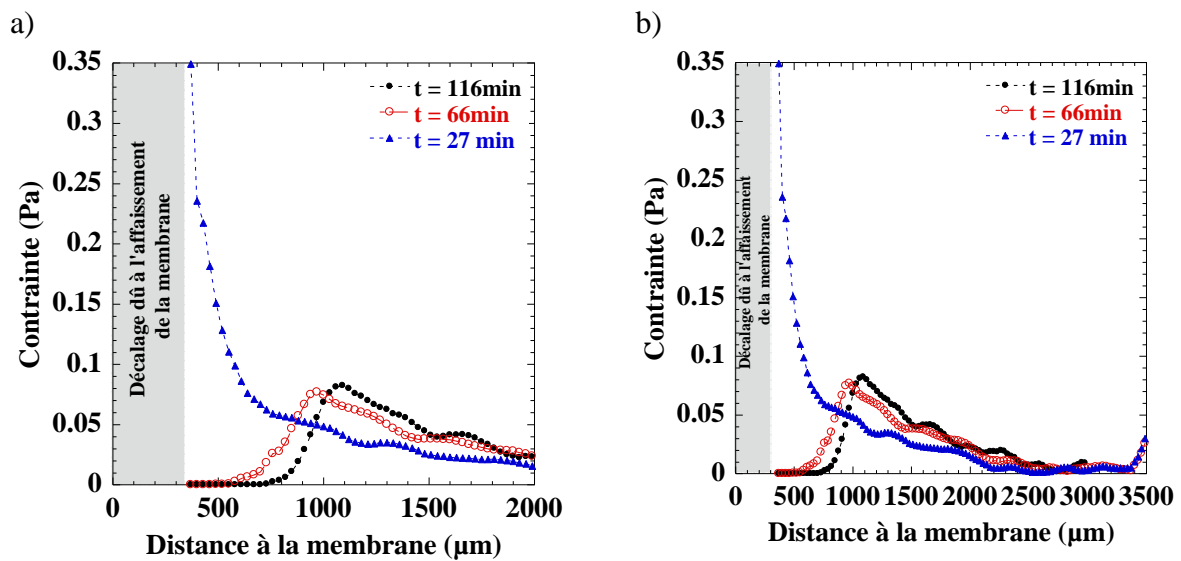 a)
0.35
0.3
0.25
0.2
0.15
0.1
0.05
0
Contrainte (Pa)
Décalage dû à l'affaissement
de la membrane
t = 116min
t = 66min
t = 27 min
0 500 1000 1500 2000
Distance à la membrane (µm)
b)
0.35
0.3
0.25
0.2
0.15
0.1
0.05
0
Contrainte (Pa)
Décalage dû à l'affaissement
de la membrane
t = 116min
t = 66min
t = 27 min
0 500 1000 1500 2000 2500 3000 3500
Distance à la membrane (µm)